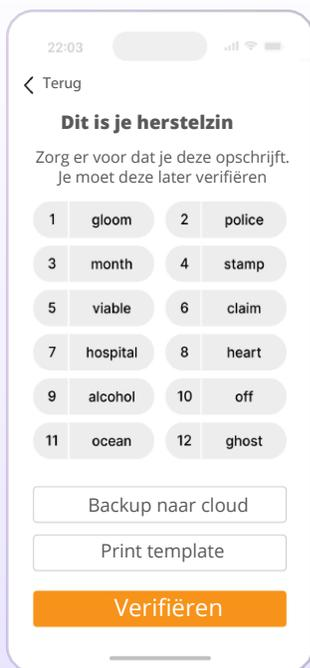 22:03
Terug
Dit is je herstelzin
Zorg er voor dat je deze opschrijft.
Je moet deze later verifiëren
1 gloom 2 police
3 month 4 stamp
5 viable 6 claim
7 hospital 8 heart
9 alcohol 10 off
11 ocean 12 ghost
Backup naar cloud
Print template
Verifiëren